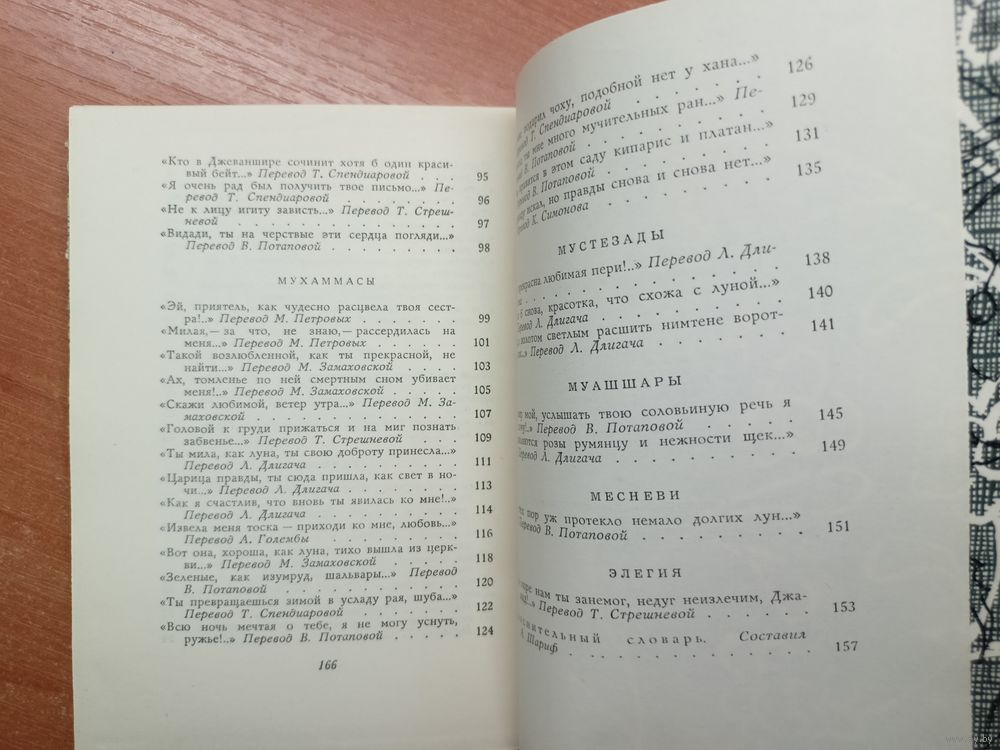 «Кто в Джеваншире сочинит хотя б один краси-
вый бейт...» Перевод Т. Спендиаровой . . . 95
«Я очень рад был получить твое письмо...» Пе-
ревод Т. Спендиаровой . . . . . . . 96
«Не к лицу игиту зависть...» Перевод Т. Стреш-
невой . . . . . . . . . . . . 97
«Видади, ты на черствые эти сердца погляди...»
Перевод В. Потаповой . . . . . . . . 98
МУХАММАСЫ
«Эй, приятель, как чудесно расцвела твоя сест-
ра!..» Перевод М. Петровых . . . . . . . 99
«Милая,— за что, не знаю,— рассердилась на
меня...» Перевод М. Петровых . . . . . . 101
«Такой возлюбленной, как ты прекрасной, не
найти...» Перевод М. Замаховской . . . . 103
«Ах, томленье по ней смертным сном убивает
меня!..» Перевод М. Замаховской . . . . . 105
«Скажи любимой, ветер утра...» Перевод М. За-
маховской . . . . . . . . . . . 107
«Головой к груди прижаться и на миг познать
забвенье...» Перевод Т. Стрешневой . . . 109
«Ты мила, как луна, ты свою доброту принесла...»
Перевод Л. Длигача . . . . . . . . . 111
«Царица правды, ты сюда пришла, как свет в но-
чи...» Перевод Л. Длигача . . . . . . . 113
«Как я счастлив, что вновь ты явилась ко мне!..»
Перевод Л. Длигача . . . . . . . . . 114
«Извела меня тоска — приходи ко мне, любовь...»
Перевод А. Голембы . . . . . . . . . 116
«Вот она, хороша, как луна, тихо вышла из церк-
ви...» Перевод М. Замаховской . . . . . . 118
«Зеленые, как изумруд, шальвары...» Перевод
В. Потаповой . . . . . . . . . . 120
«Ты превращаешься зимой в усладу рая, шуба...»
Перевод Т. Спендиаровой . . . . . . . 122
«Всю ночь мечтая о тебе, я не могу уснуть,
ружье!..» Перевод В. Потаповой . . . . . 124
166
чоху, подобной нет у хана...»
Т. Спендиаровой . . . . . . 126
ты мне много мучительных ран...» Пе-
В. Потаповой . . . . . . . . 129
в этом саду кипарис и платан...»
В. Потаповой . . . . . . . . 131
искал, но правды снова и снова нет...»
К. Симонова . . . . . . . . 135
МУСТЕЗАДЫ
любимая пери!..» Перевод Л. Дли-
. . . . . . . . . . . 138
снова, красотка, что схожа с луной...»
Л. Длигача . . . . . . . . 140
золотом светлым расшить нимтене ворот-
Перевод Л. Длигача . . . . . . 141
МУАШШАРЫ
мой, услышать твою соловьиную речь я
Перевод В. Потаповой . . . . . 145
розы румянцу и нежности щек...»
Л. Длигача . . . . . . . . . 149
МЕСНЕВИ
пор уж протекло немало долгих лун...»
В. Потаповой . . . . . . . . 151
ЭЛЕГИЯ
нам ты занемог, недуг неизлечим, Джа-
Перевод Т. Стрешневой . . . . . 153
словарь. Составил
Шариф . . . . . . . . . . . 157